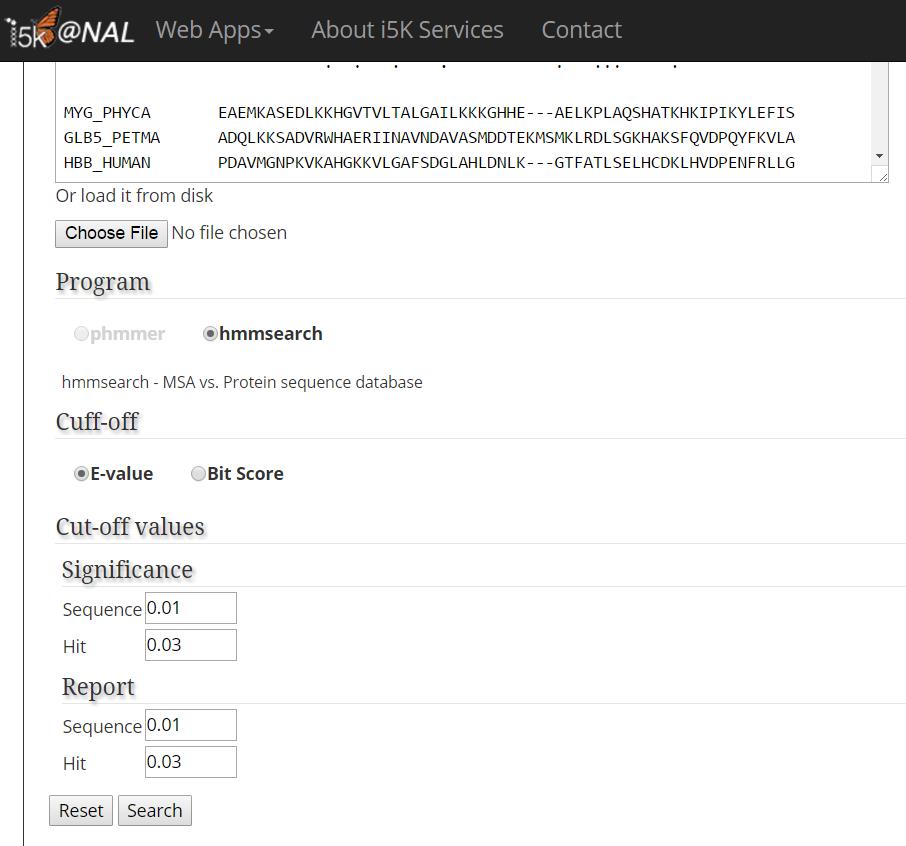 i5k@NAL Web Apps About i5K Services Contact
. . . . . ... .
MYG_PHYCA EAEMKASEDLKKHGVTVLTALGAILKKKGHHE---AELKPLAQSHATKHKIPIKYLEFIS
GLB5_PETMA ADQLKKSADVRWHAERIINAVNDAVASMDDTEKMSMKLRDLSGKHAKSFQVDPQYFKVLA
HBB_HUMAN PDAVMGNPKVKAHGKKVLGAFSDGLAHLDNLK---GTFATLSELHCDKLHVDPENFRLLG
Or load it from disk
Choose File No file chosen
Program
phmmer hmmsearch
hmmsearch - MSA vs. Protein sequence database
Cuff-off
E-value Bit Score
Cut-off values
Significance
Sequence 0.01
Hit 0.03
Report
Sequence 0.01
Hit 0.03
Reset Search